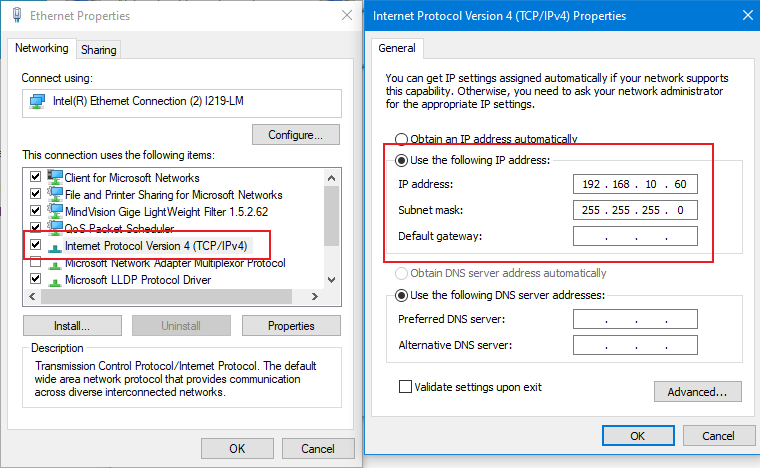 Ethernet Properties
Networking
Sharing
Connect using:
Intel(R) Ethernet Connection (2) I219-LM
Configure...
This connection uses the following items:
Client for Microsoft Networks
File and Printer Sharing for Microsoft Networks
MindVision Gige LightWeight Filter 1.5.2.62
QoS Packet Scheduler
Internet Protocol Version 4 (TCP/IPv4)
Microsoft Network Adapter Multiplexor Protocol
Microsoft LLDP Protocol Driver
Install...
Uninstall
Properties
Description
Transmission Control Protocol/Internet Protocol. The default
wide area network protocol that provides communication
across diverse interconnected networks.
OK
Cancel
Internet Protocol Version 4 (TCP/IPv4) Properties
General
You can get IP settings assigned automatically if your network supports
this capability. Otherwise, you need to ask your network administrator
for the appropriate IP settings.
Obtain an IP address automatically
Use the following IP address:
IP address: 192 . 168 . 10 . 60
Subnet mask: 255 . 255 . 255 . 0
Default gateway: . . .
Obtain DNS server address automatically
Use the following DNS server addresses:
Preferred DNS server: . . .
Alternative DNS server: . . .
Validate settings upon exit
Advanced...
OK
Cancel